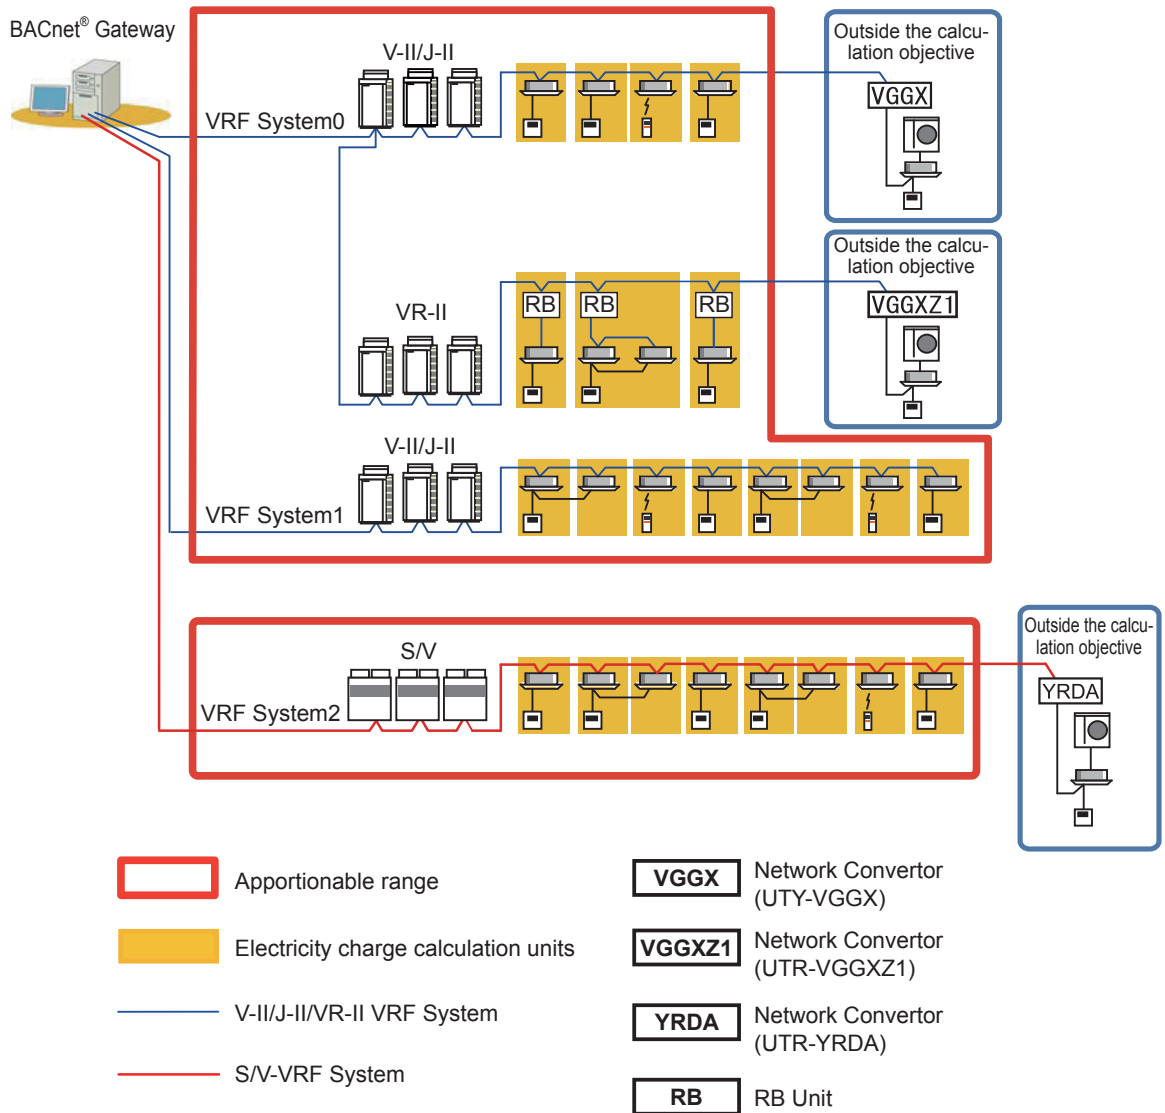 BACnet® Gateway
V-II/J-II
VRF System0
Outside the calcu-
lation objective
VGGX
Outside the calcu-
lation objective
VGGXZ1
RB
RB
RB
VR-II
V-II/J-II
VRF System1
S/V
VRF System2
Outside the calcu-
lation objective
YRDA
Apportionable range
Electricity charge calculation units
V-II/J-II/VR-II VRF System
S/V-VRF System
VGGX
Network Convertor
(UTY-VGGX)
VGGXZ1
Network Convertor
(UTR-VGGXZ1)
YRDA
Network Convertor
(UTR-YRDA)
RB
RB Unit